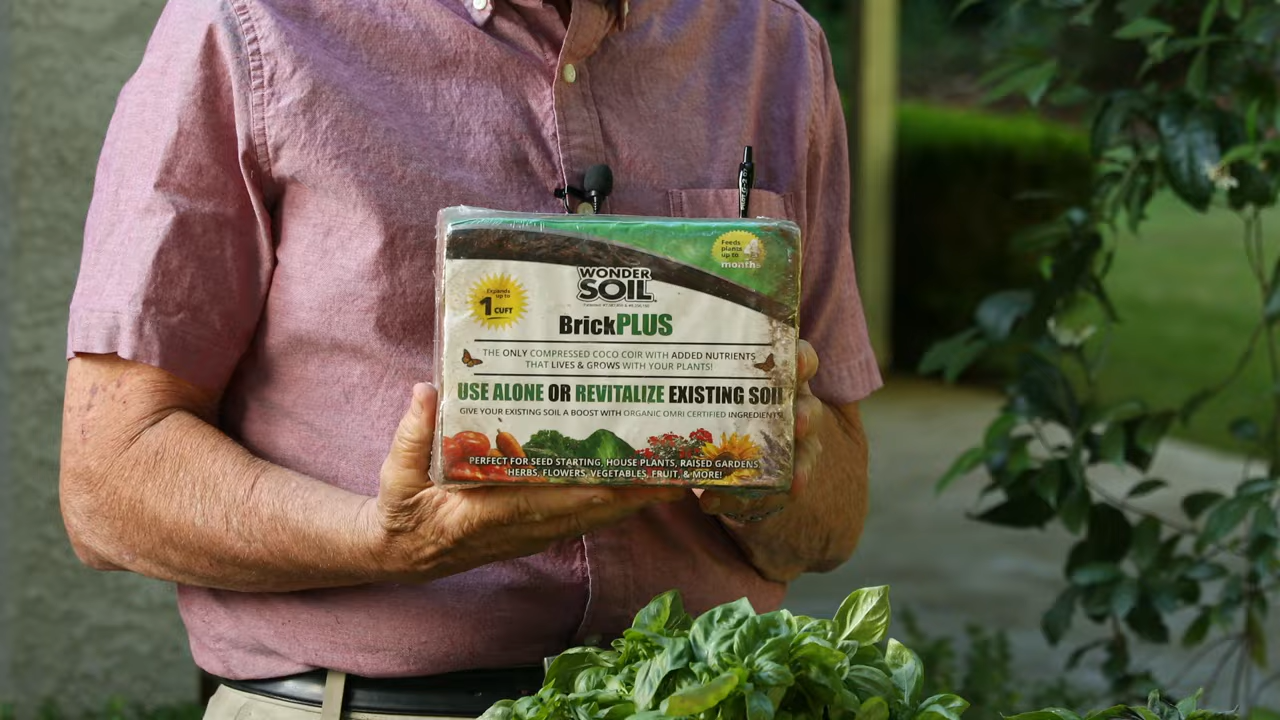 Feeds
plants
up to
months
WONDER
SOIL
Expands
up to
1 CUFT
BrickPLUS
THE ONLY COMPRESSED COCO COIR WITH ADDED NUTRIENTS
THAT LIVES & GROWS WITH YOUR PLANTS!
USE ALONE OR REVITALIZE EXISTING SOIL
GIVE YOUR EXISTING SOIL A BOOST WITH ORGANIC OMRI CERTIFIED INGREDIENTS
PERFECT FOR SEED STARTING, HOUSE PLANTS, RAISED GARDENS,
HERBS, FLOWERS, VEGETABLES, FRUIT, & MORE!